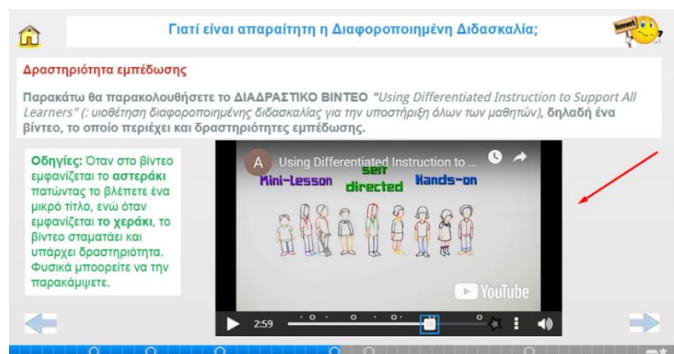 Γιατί είναι απαραίτητη η Διαφοροποιημένη Διδασκαλία;
Δραστηριότητα εμπέδωσης
Παρακάτω θα παρακολουθήσετε το ΔΙΑΔΡΑΣΤΙΚΟ ΒΙΝΤΕΟ "Using Differentiated Instruction to Support All
Learners" (: υιοθέτηση διαφοροποιημένης διδασκαλίας για την υποστήριξη όλων των μαθητών), δηλαδή ένα
βίντεο, το οποίο περιέχει και δραστηριότητες εμπέδωσης.
Οδηγίες: Όταν στο βίντεο
εμφανίζεται το αστεράκι
πατώντας το βλέπετε ένα
μικρό τίτλο, ενώ όταν
εμφανίζεται το χεράκι, το
βίντεο σταματάει και
υπάρχει δραστηριότητα.
Φυσικά μπορείτε να την
παρακάμψετε.
A Using Differentiated Instruction to ...
Mini-Lesson self directed Hands-on
YouTube
2:59